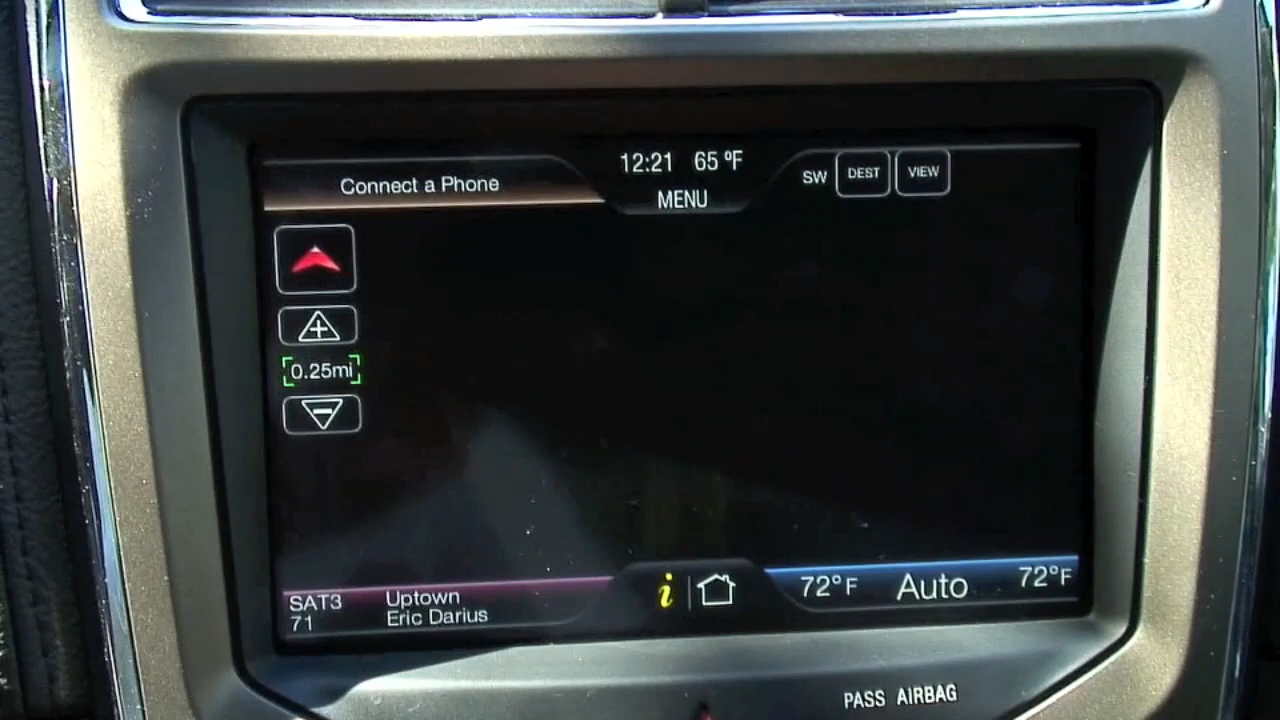 12:21 65 ºF
Connect a Phone
MENU
SW DEST VIEW
0.25mi
SAT3 Uptown
71 Eric Darius
i
72°F Auto 72°F
PASS AIRBAG